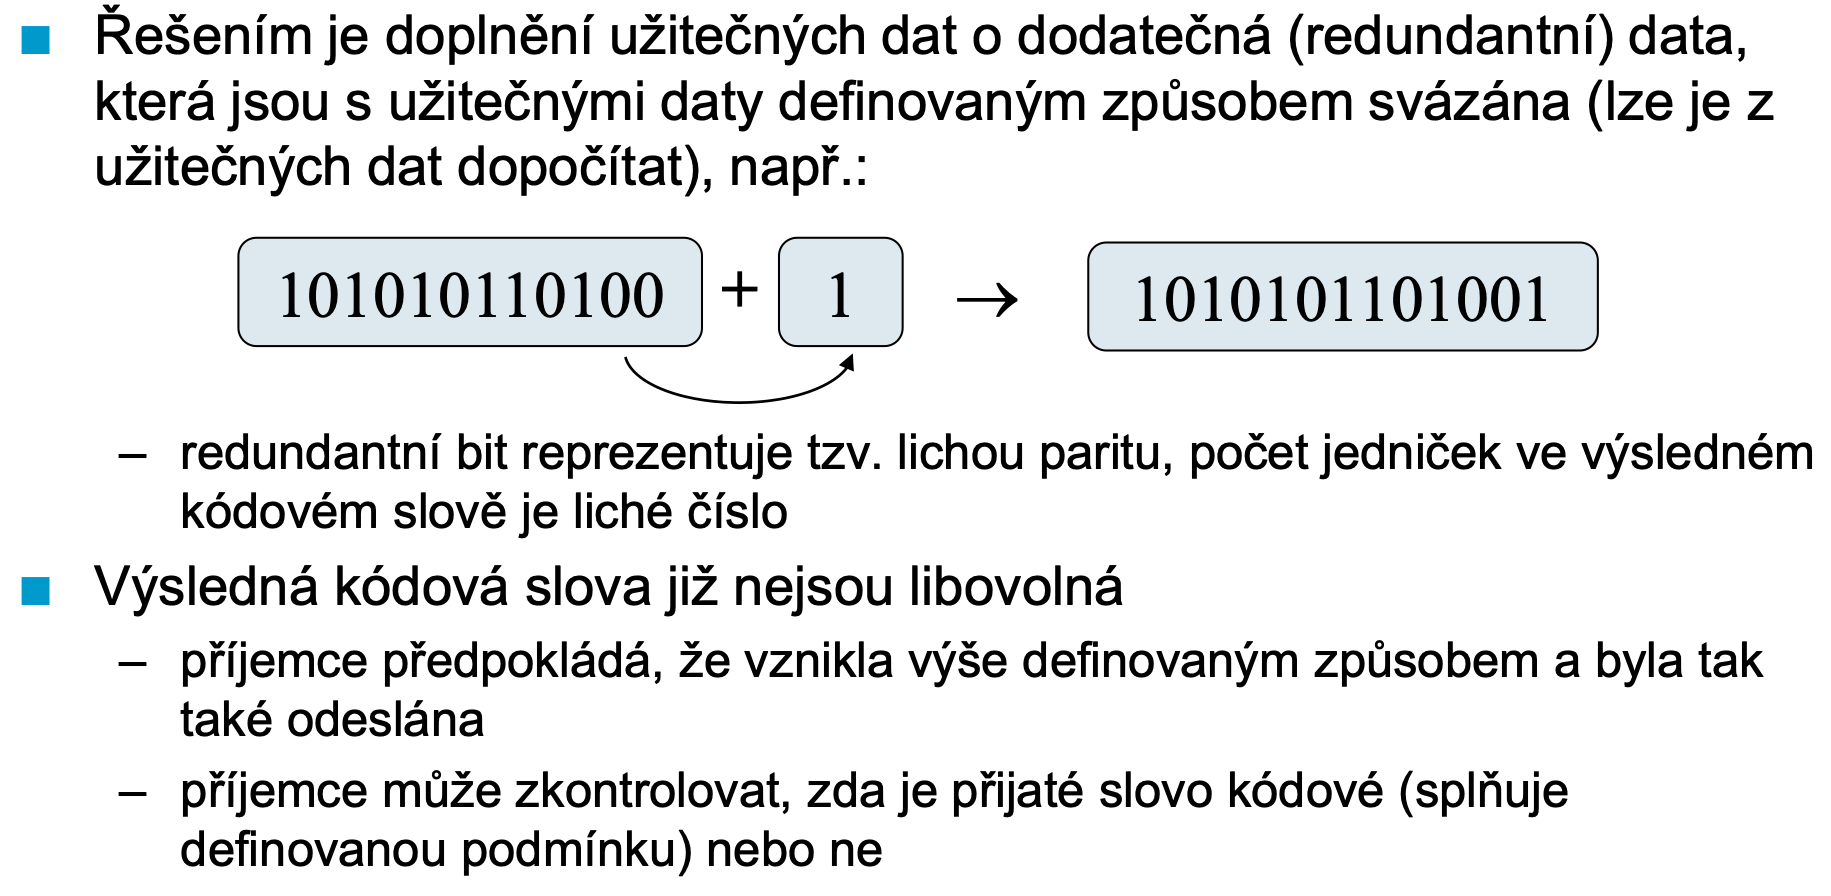 Řešením je doplnění užitečných dat o dodatečná (redundantní) data,
která jsou s užitečnými daty definovaným způsobem svázána (lze je z
užitečných dat dopočítat), např.:
101010110100 + 1 → 1010101101001
– redundantní bit reprezentuje tzv. lichou paritu, počet jedniček ve výsledném
kódovém slově je liché číslo
Výsledná kódová slova již nejsou libovolná
– příjemce předpokládá, že vznikla výše definovaným způsobem a byla tak
také odeslána
– příjemce může zkontrolovat, zda je přijaté slovo kódové (splňuje
definovanou podmínku) nebo ne